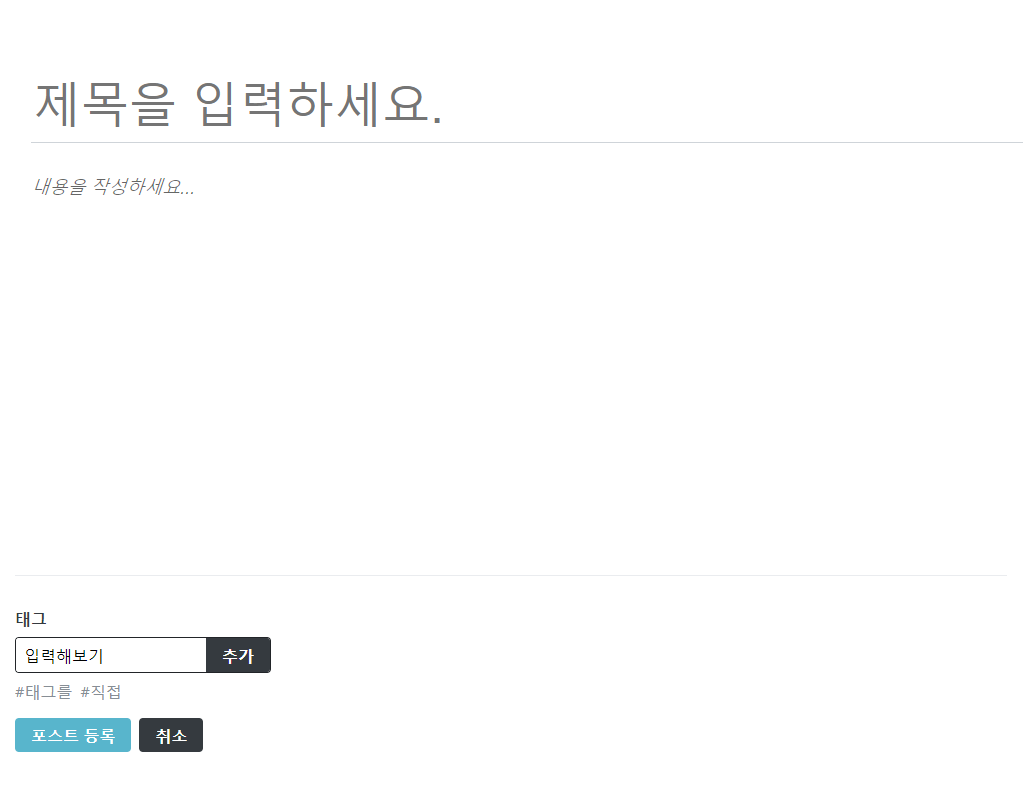 제목을 입력하세요.
내용을 작성하세요...
태그
입력해보기 추가
#태그를 #직접
포스트 등록 취소